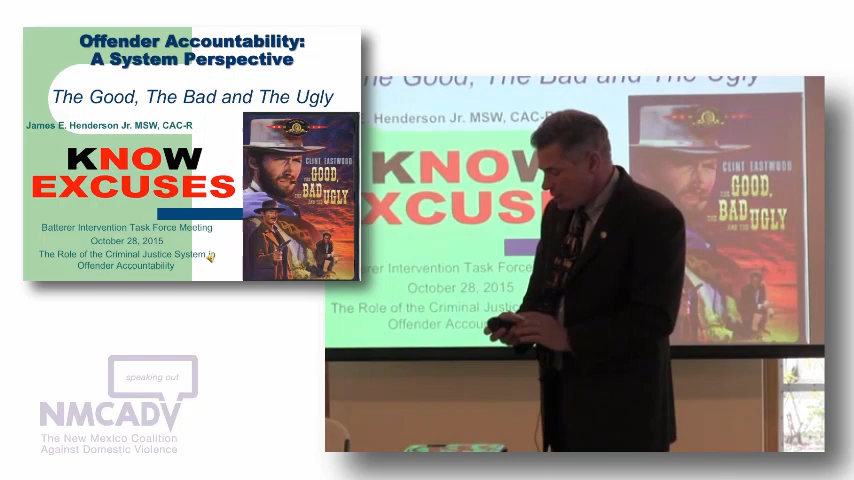 Offender Accountability:
A System Perspective
The Good, The Bad and The Ugly
James E. Henderson Jr. MSW, CAC-R
KNOW
EXCUSES
CLINT EASTWOOD
THE GOOD,
THE BAD
AND THE UGLY
Batterer Intervention Task Force Meeting
October 28, 2015
The Role of the Criminal Justice System in
Offender Accountability
he Good, The Bad and The Ugly
E. Henderson Jr. MSW, CAC-R
KNOW
XCUS
CLINT EASTWOOD
THE GOOD,
THE BAD
AND THE UGLY
erer Intervention Task Force
October 28, 2015
The Role of the Criminal Justice
Offender Accou
speaking out
NMCADV
The New Mexico Coalition
Against Domestic Violence